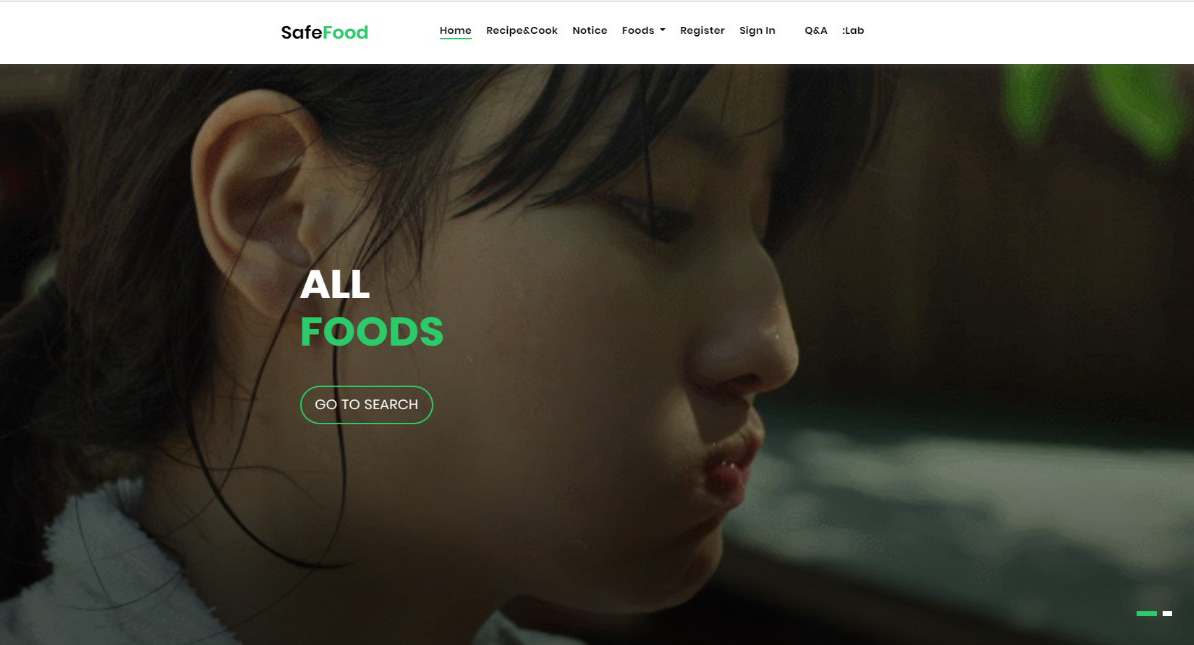 SafeFood
Home Recipe&Cook Notice Foods Register Sign In Q&A :Lab
ALL
FOODS
GO TO SEARCH